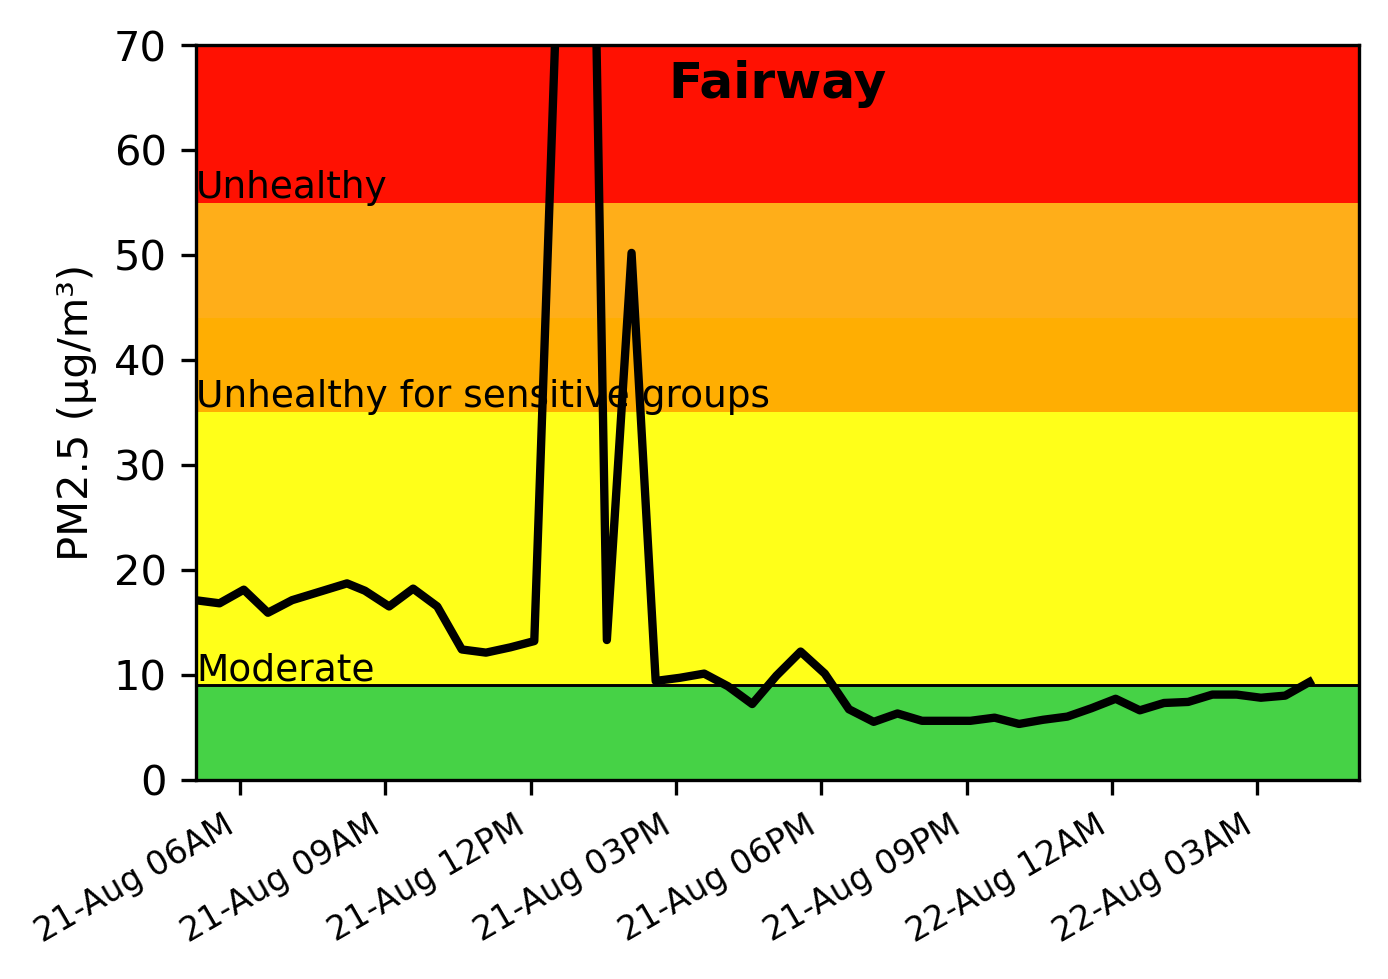 Fairway
70
60
Unhealthy
50
40
Unhealthy for sensitive groups
30
20
Moderate
10
0
PM2.5 (µg/m³)
21-Aug 06AM
21-Aug 09AM
21-Aug 12PM
21-Aug 03PM
21-Aug 06PM
21-Aug 09PM
22-Aug 12AM
22-Aug 03AM